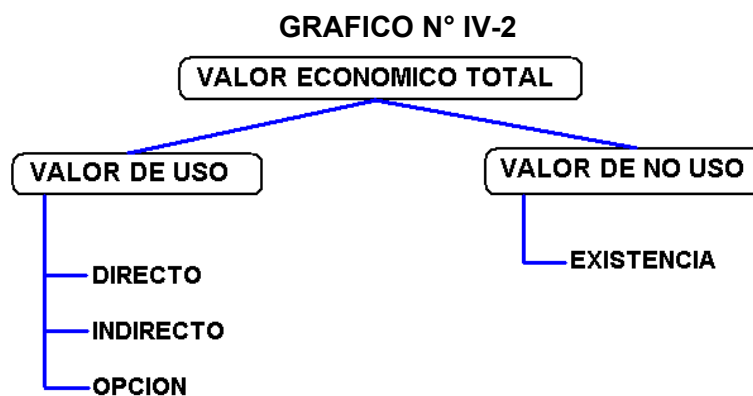 GRAFICO N° IV-2
VALOR ECONOMICO TOTAL
VALOR DE USO
VALOR DE NO USO
DIRECTO
INDIRECTO
OPCION
EXISTENCIA